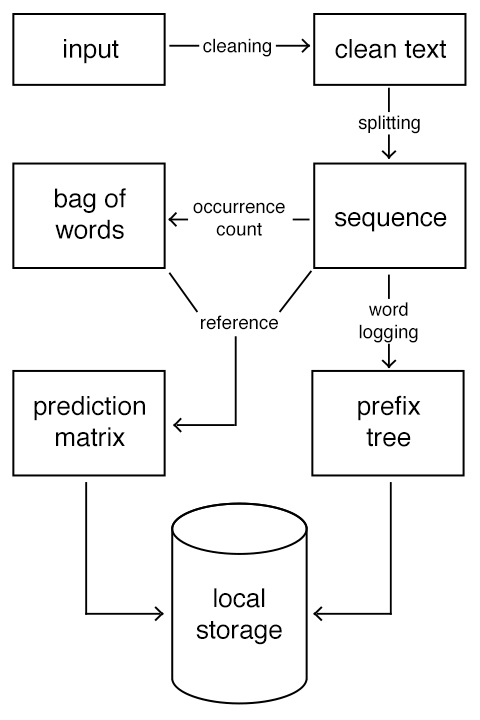 input
cleaning
clean text
splitting
bag of
words
occurrence
count
sequence
reference
word
logging
prediction
matrix
prefix
tree
local
storage